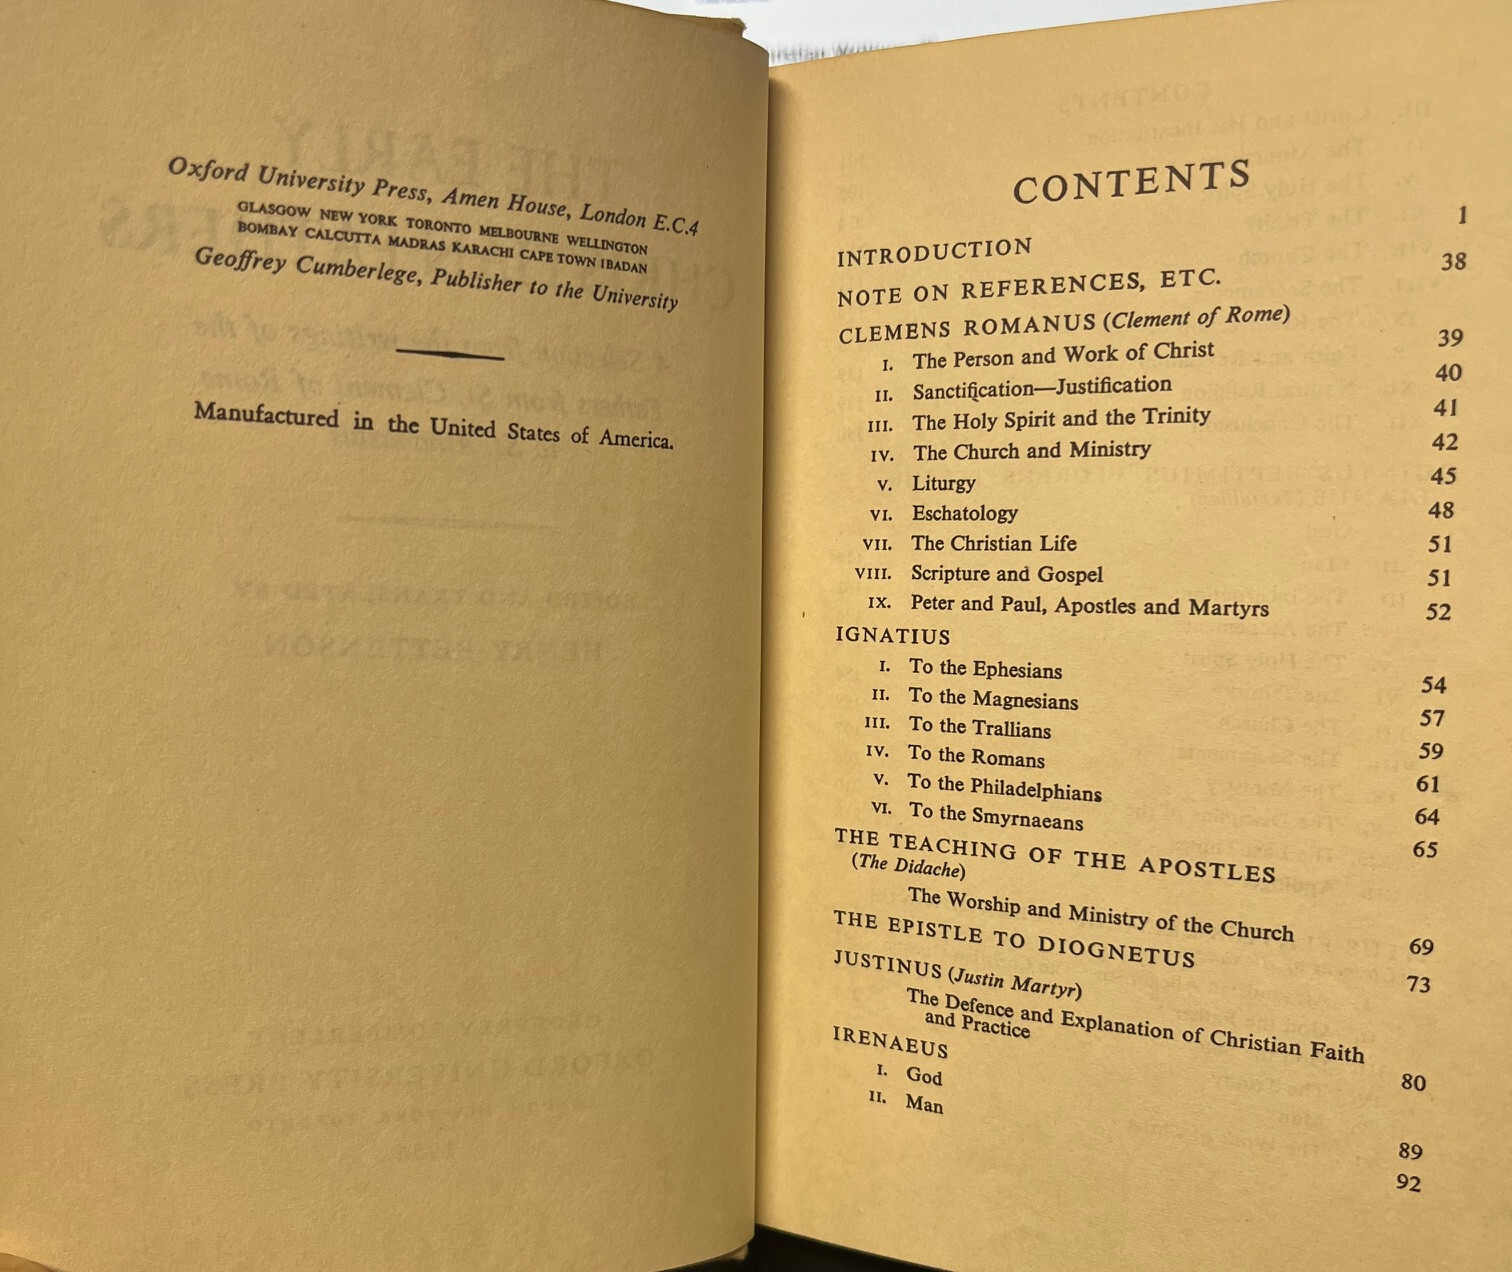 Oxford University Press, Amen House, London E.C.4
GLASGOW NEW YORK TORONTO MELBOURNE WELLINGTON
BOMBAY CALCUTTA MADRAS KARACHI CAPE TOWN IBADAN
Geoffrey Cumberlege, Publisher to the University
Manufactured in the United States of America.
CONTENTS
INTRODUCTION 1
NOTE ON REFERENCES, ETC. 38
CLEMENS ROMANUS (Clement of Rome)
I. The Person and Work of Christ 39
II. Sanctification—Justification 40
III. The Holy Spirit and the Trinity 41
IV. The Church and Ministry 42
V. Liturgy 45
VI. Eschatology 48
VII. The Christian Life 51
VIII. Scripture and Gospel 51
IX. Peter and Paul, Apostles and Martyrs 52
IGNATIUS
I. To the Ephesians 54
II. To the Magnesians 57
III. To the Trallians 59
IV. To the Romans 61
V. To the Philadelphians 64
VI. To the Smyrnaeans 65
THE TEACHING OF THE APOSTLES
(The Didache)
The Worship and Ministry of the Church 69
THE EPISTLE TO DIOGNETUS 73
JUSTINUS (Justin Martyr)
The Defence and Explanation of Christian Faith
and Practice 80
IRENAEUS
I. God 89
II. Man 92